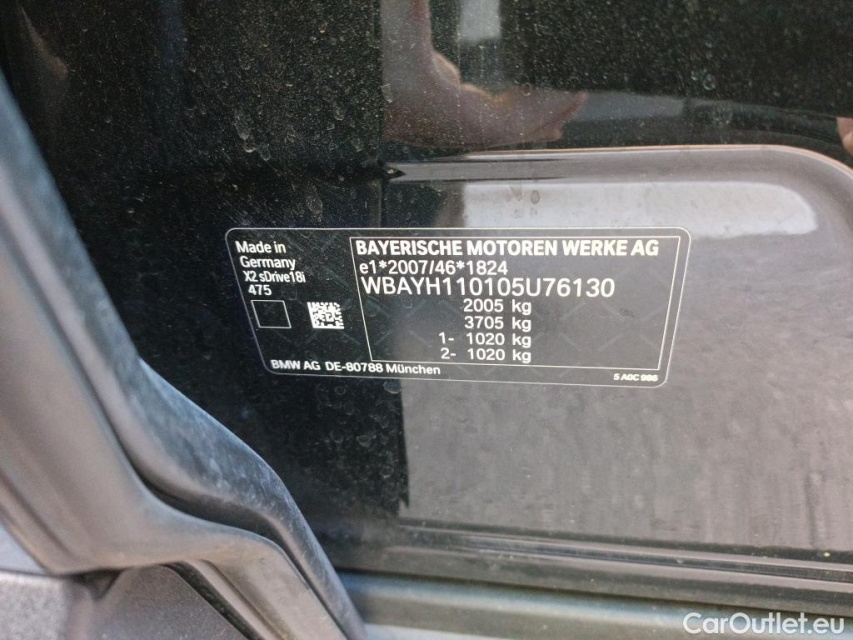 Made in
Germany
X2 sDrive18i
475
BAYERISCHE MOTOREN WERKE AG
e1*2007/46*1824
WBAYH110105U76130
2005 kg
3705 kg
1- 1020 kg
2- 1020 kg
BMW AG DE-80788 München
5 A0C 986
CarOutlet.eu